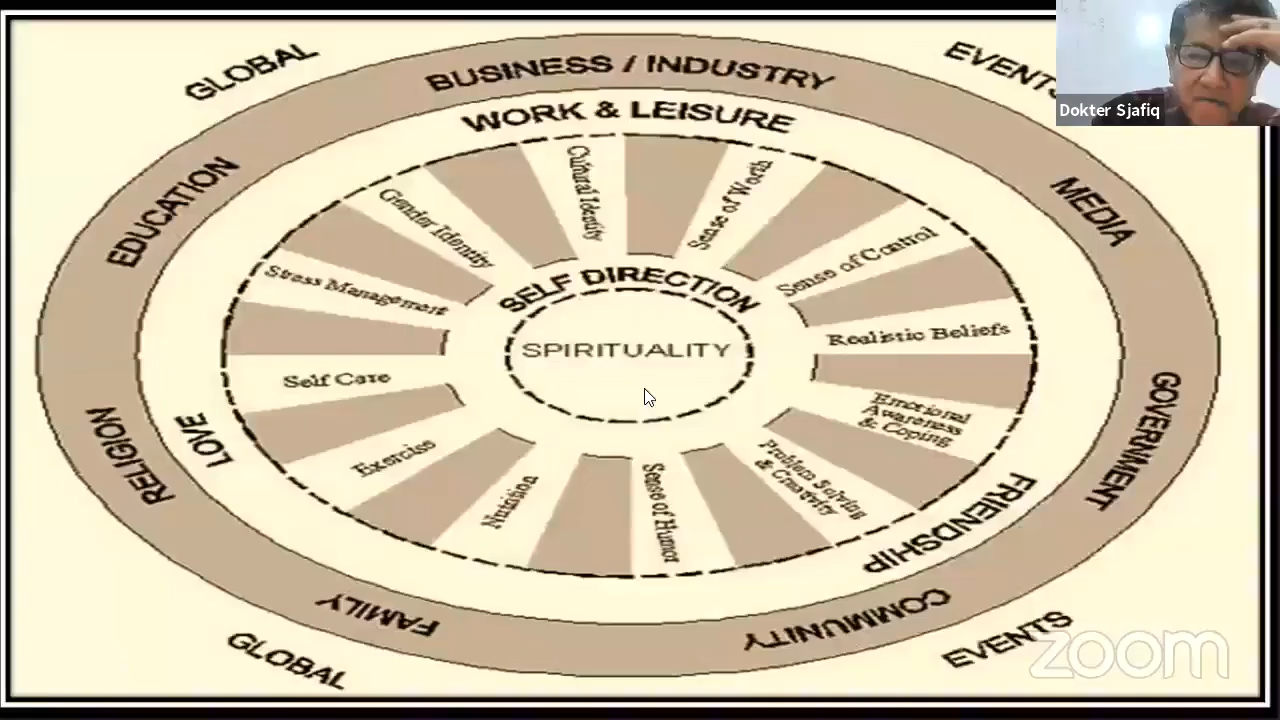 GLOBAL
EVENTS
Dokter Sjafiq
BUSINESS / INDUSTRY
WORK & LEISURE
EDUCATION
MEDIA
Cultural Identity
Sense of Worth
Gender Identity
Sense of Control
Stress Management
SELF DIRECTION
Realistic Beliefs
SPIRITUALITY
Self Care
Emotional
Awareness
& Coping
GOVERNMENT
RELIGION
LOVE
Exercise
Problem Solving
& Creativity
Nutrition
Sense of Humor
FRIENDSHIP
FAMILY
COMMUNITY
GLOBAL
EVENTS
zoom